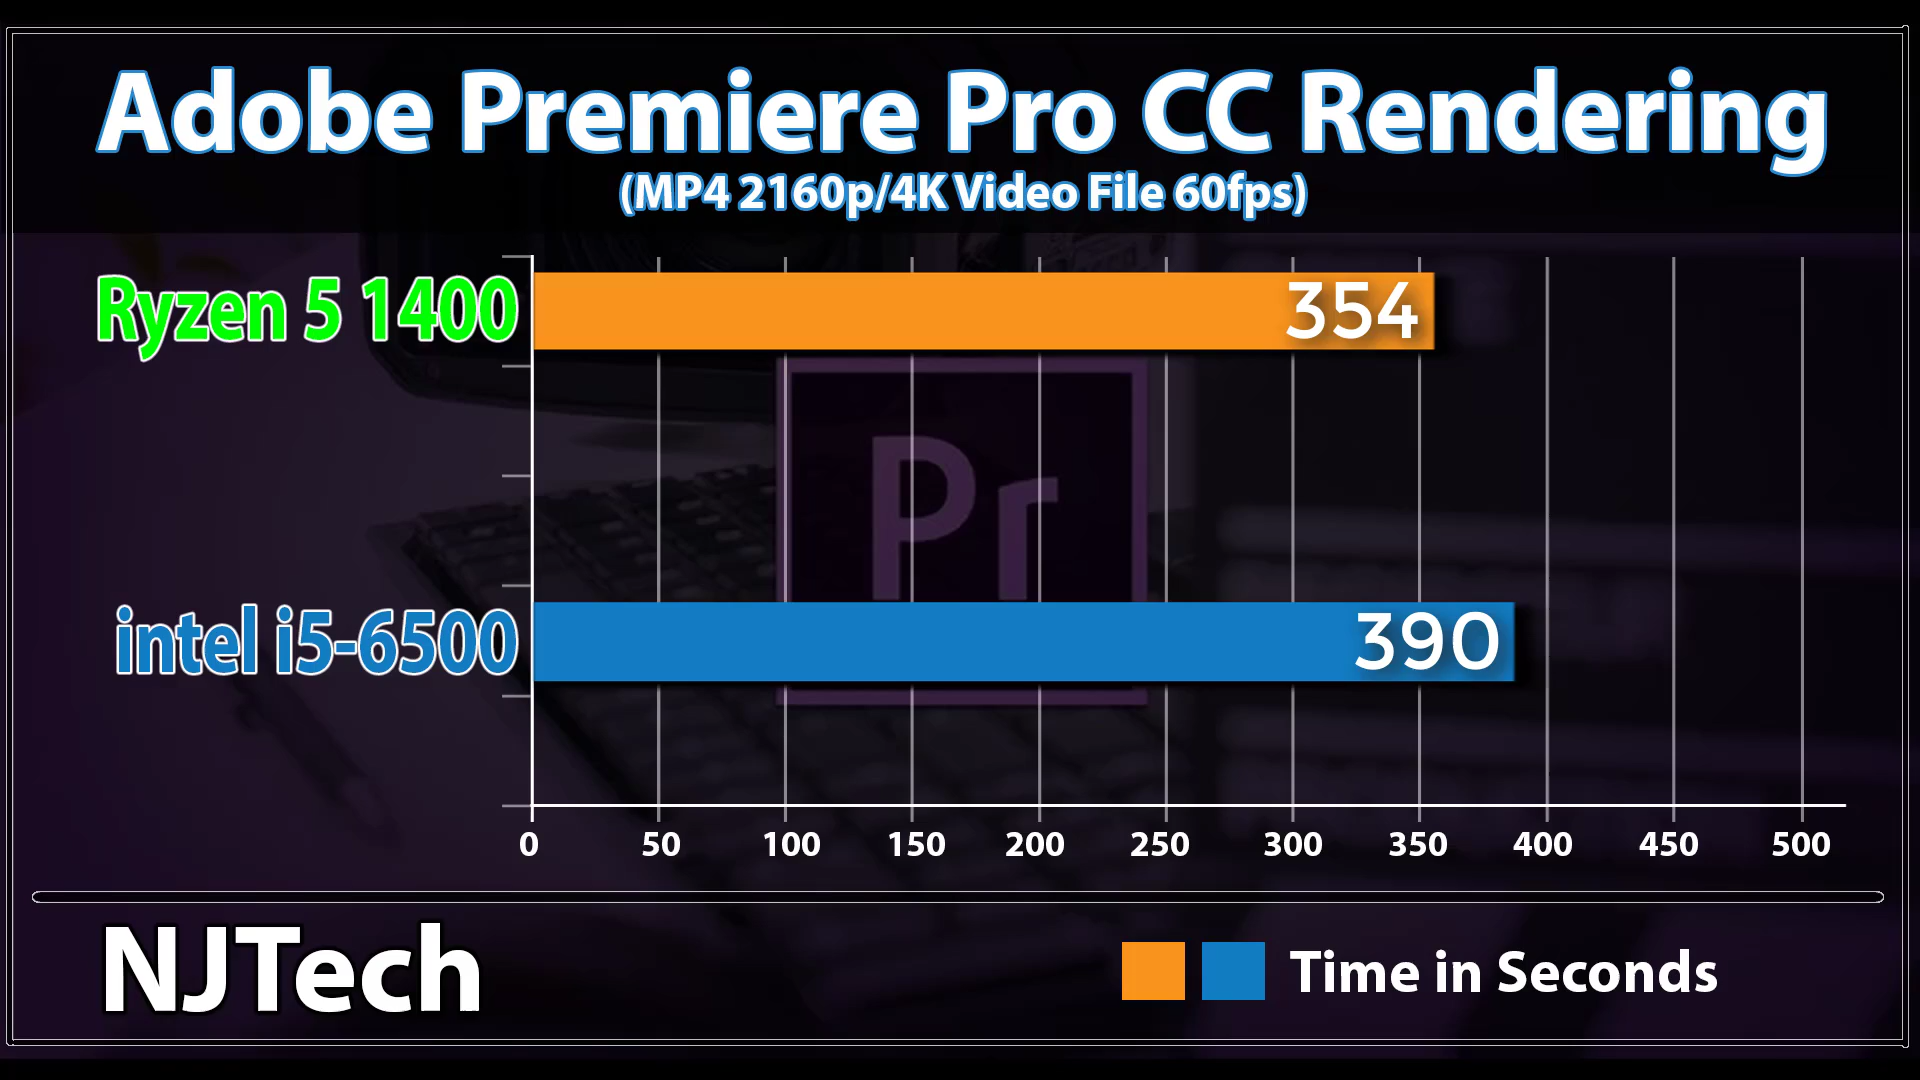 Adobe Premiere Pro CC Rendering
(MP4 2160p/4K Video File 60fps)
Ryzen 5 1400
354
Pr
intel i5-6500
390
0 50 100 150 200 250 300 350 400 450 500
NJTech
Time in Seconds